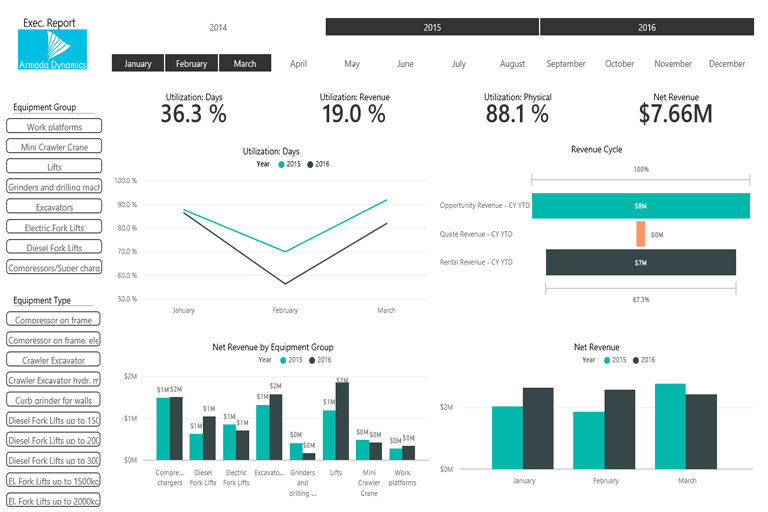 Exec. Report
Armada Dynamics
2014
2015
2016
January
February
March
April
May
June
July
August
September
October
November
December
Equipment Group
Work platforms
Mini Crawler Crane
Lifts
Grinders and drilling mach
Excavators
Electric Fork Lifts
Diesel Fork Lifts
Compressors/Super charg
Equipment Type
Compressor on frame
Compressor on frame, ele
Crawler Excavator
Crawler Excavator hydr. m
Curb grinder for walls
Diesel Fork Lifts up to 150
Diesel Fork Lifts up to 200
Diesel Fork Lifts up to 300
El. Fork Lifts up to 1500kg
El. Fork Lifts up to 2000kg
Utilization: Days
36.3 %
Utilization: Revenue
19.0 %
Utilization: Physical
88.1 %
Net Revenue
$7.66M
Utilization: Days
Year 2015 2016
100.0 %
90.0 %
80.0 %
70.0 %
60.0 %
50.0 %
January
February
March
Revenue Cycle
100%
Opportunity Revenue - CY YTD
$8M
Quote Revenue - CY YTD
$0M
Rental Revenue - CY YTD
$7M
87.3%
Net Revenue by Equipment Group
Year 2015 2016
$2M
$1M
$0M
$1M $2M
$1M
$1M
$1M
$1M
$1M
$2M
$0M
$0M
$1M
$2M
$0M
$0M
$0M
$0M
Compre... chargers
Diesel Fork Lifts
Electric Fork Lifts
Excavato...
Grinders and drilling ...
Lifts
Mini Crawler Crane
Work platforms
Net Revenue
Year 2015 2016
$2M
$0M
January
February
March